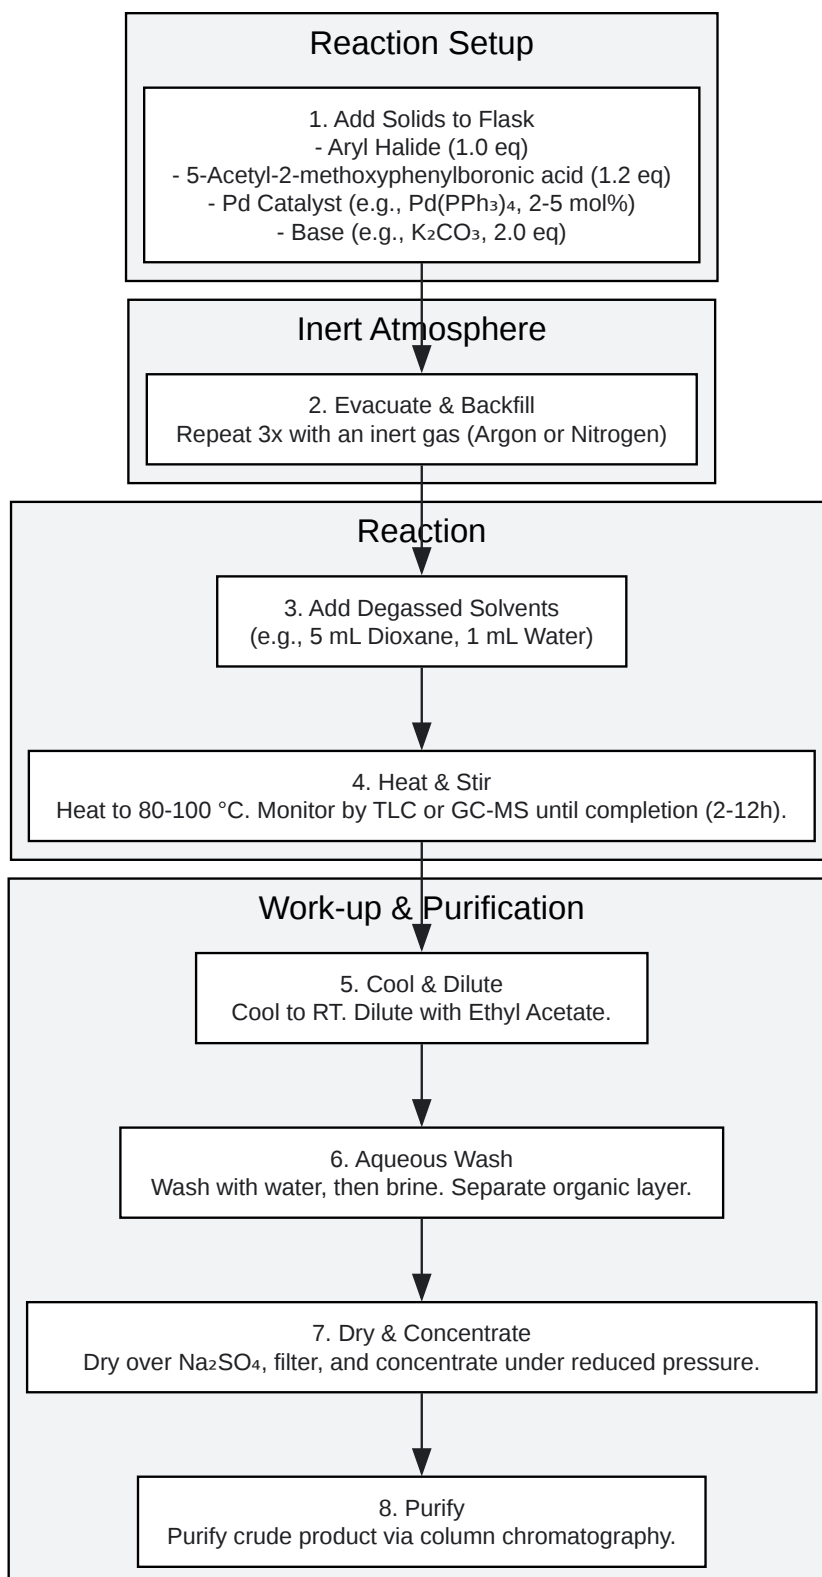 Reaction Setup
1. Add Solids to Flask
- Aryl Halide (1.0 eq)
- 5-Acetyl-2-methoxyphenylboronic acid (1.2 eq)
- Pd Catalyst (e.g., Pd(PPh₃)₄, 2-5 mol%)
- Base (e.g., K₂CO₃, 2.0 eq)
Inert Atmosphere
2. Evacuate & Backfill
Repeat 3x with an inert gas (Argon or Nitrogen)
Reaction
3. Add Degassed Solvents
(e.g., 5 mL Dioxane, 1 mL Water)
4. Heat & Stir
Heat to 80-100 °C. Monitor by TLC or GC-MS until completion (2-12h).
Work-up & Purification
5. Cool & Dilute
Cool to RT. Dilute with Ethyl Acetate.
6. Aqueous Wash
Wash with water, then brine. Separate organic layer.
7. Dry & Concentrate
Dry over Na₂SO₄, filter, and concentrate under reduced pressure.
8. Purify
Purify crude product via column chromatography.